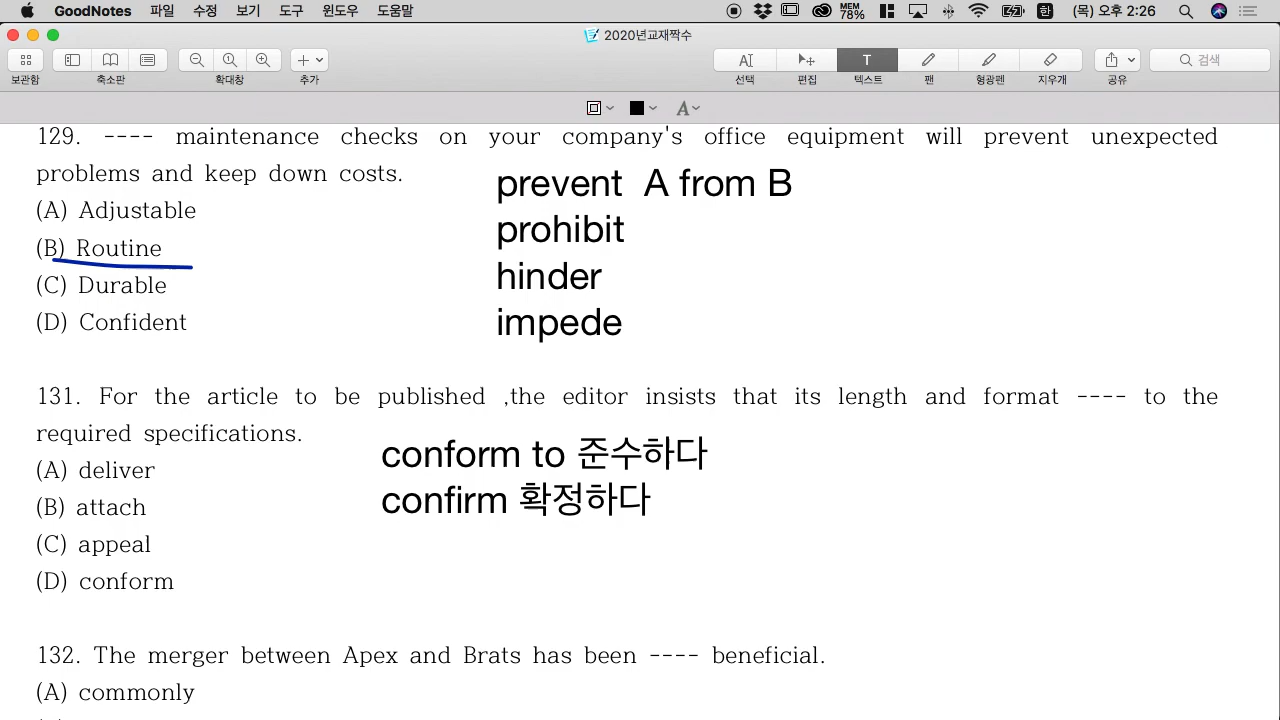 GoodNotes 파일 수정 보기 도구 윈도우 도움말 MEM 78% 한 (목) 오후 2:26
2020년교재짝수
검색
보관함 축소판 확대창 추가 선택 편집 텍스트 펜 형광펜 지우개 공유
129. ---- maintenance checks on your company's office equipment will prevent unexpected
problems and keep down costs.
prevent A from B
(A) Adjustable
prohibit
(B) Routine
hinder
(C) Durable
impede
(D) Confident
131. For the article to be published ,the editor insists that its length and format ---- to the
required specifications.
conform to 준수하다
(A) deliver
confirm 확정하다
(B) attach
(C) appeal
(D) conform
132. The merger between Apex and Brats has been ---- beneficial.
(A) commonly